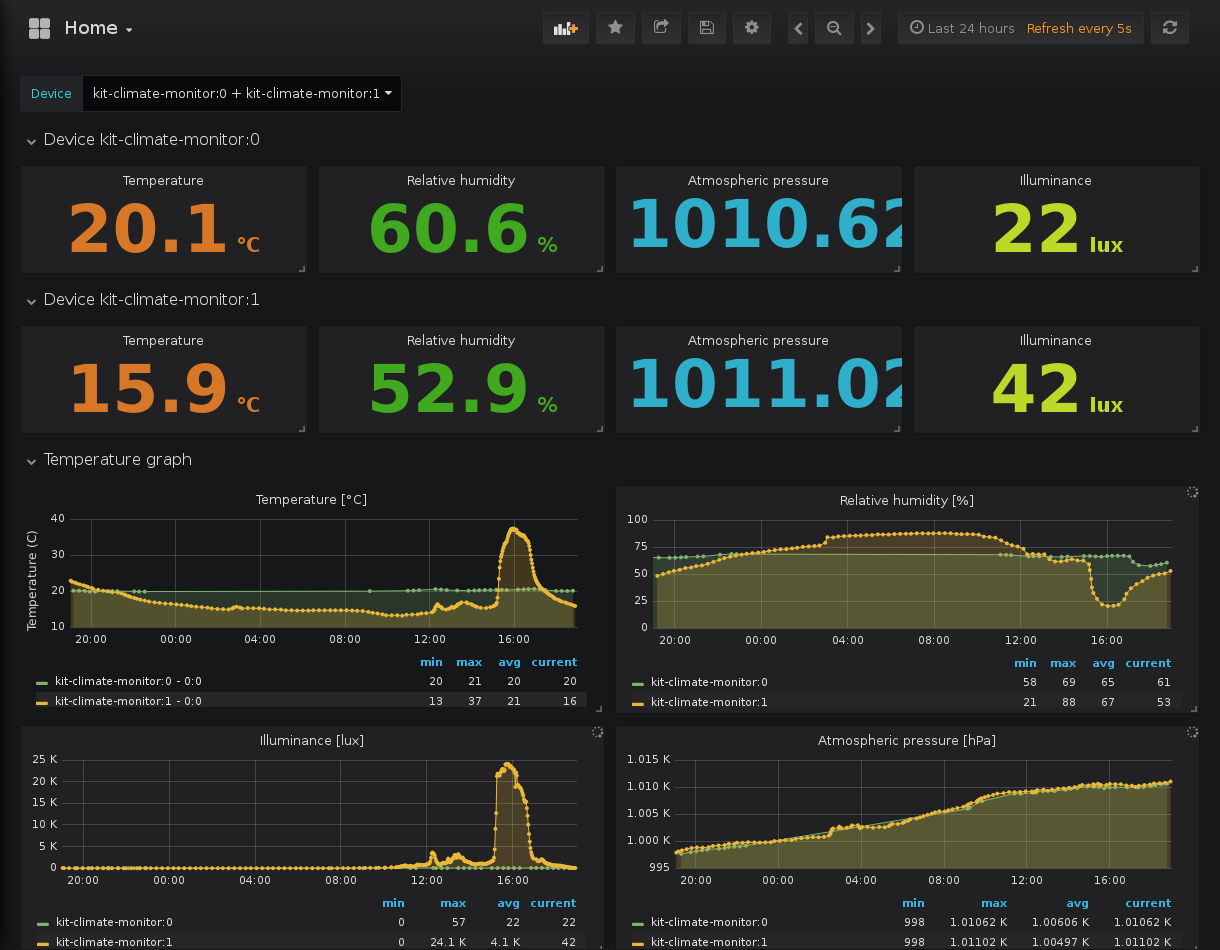 Home
Last 24 hours Refresh every 5s
Device kit-climate-monitor:0 + kit-climate-monitor:1
Device kit-climate-monitor:0
Temperature Relative humidity Atmospheric pressure Illuminance
20.1 °C 60.6 % 1010.62 22 lux
Device kit-climate-monitor:1
Temperature Relative humidity Atmospheric pressure Illuminance
15.9 °C 52.9 % 1011.02 42 lux
Temperature graph
Temperature [°C]
Temperature (C)
40
30
20
10
20:00 00:00 04:00 08:00 12:00 16:00
min max avg current
kit-climate-monitor:0 - 0:0 20 21 20 20
kit-climate-monitor:1 - 0:0 13 37 21 16
Relative humidity [%]
100
75
50
25
0
20:00 00:00 04:00 08:00 12:00 16:00
min max avg current
kit-climate-monitor:0 58 69 65 61
kit-climate-monitor:1 21 88 67 53
Illuminance [lux]
25 K
20 K
15 K
10 K
5 K
0
20:00 00:00 04:00 08:00 12:00 16:00
min max avg current
kit-climate-monitor:0 0 57 22 22
kit-climate-monitor:1 0 24.1 K 4.1 K 42
Atmospheric pressure [hPa]
1.015 K
1.010 K
1.005 K
1.000 K
995
20:00 00:00 04:00 08:00 12:00 16:00
min max avg current
kit-climate-monitor:0 998 1.01062 K 1.00606 K 1.01062 K
kit-climate-monitor:1 998 1.01102 K 1.00497 K 1.01102 K